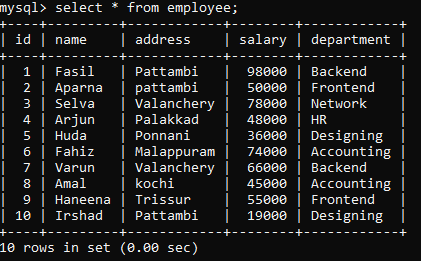 mysql> select * from employee;
+----+---------+------------+--------+------------+
| id | name    | address    | salary | department |
+----+---------+------------+--------+------------+
|  1 | Fasil   | Pattambi   |  98000 | Backend    |
|  2 | Aparna  | pattambi   |  50000 | Frontend   |
|  3 | Selva   | Valanchery |  78000 | Network    |
|  4 | Arjun   | Palakkad   |  48000 | HR         |
|  5 | Huda    | Ponnani    |  36000 | Designing  |
|  6 | Fahiz   | Malappuram |  74000 | Accounting |
|  7 | Varun   | Valanchery |  66000 | Backend    |
|  8 | Amal    | kochi      |  45000 | Accounting |
|  9 | Haneena | Trissur    |  55000 | Frontend   |
| 10 | Irshad  | Pattambi   |  19000 | Designing  |
+----+---------+------------+--------+------------+
10 rows in set (0.00 sec)